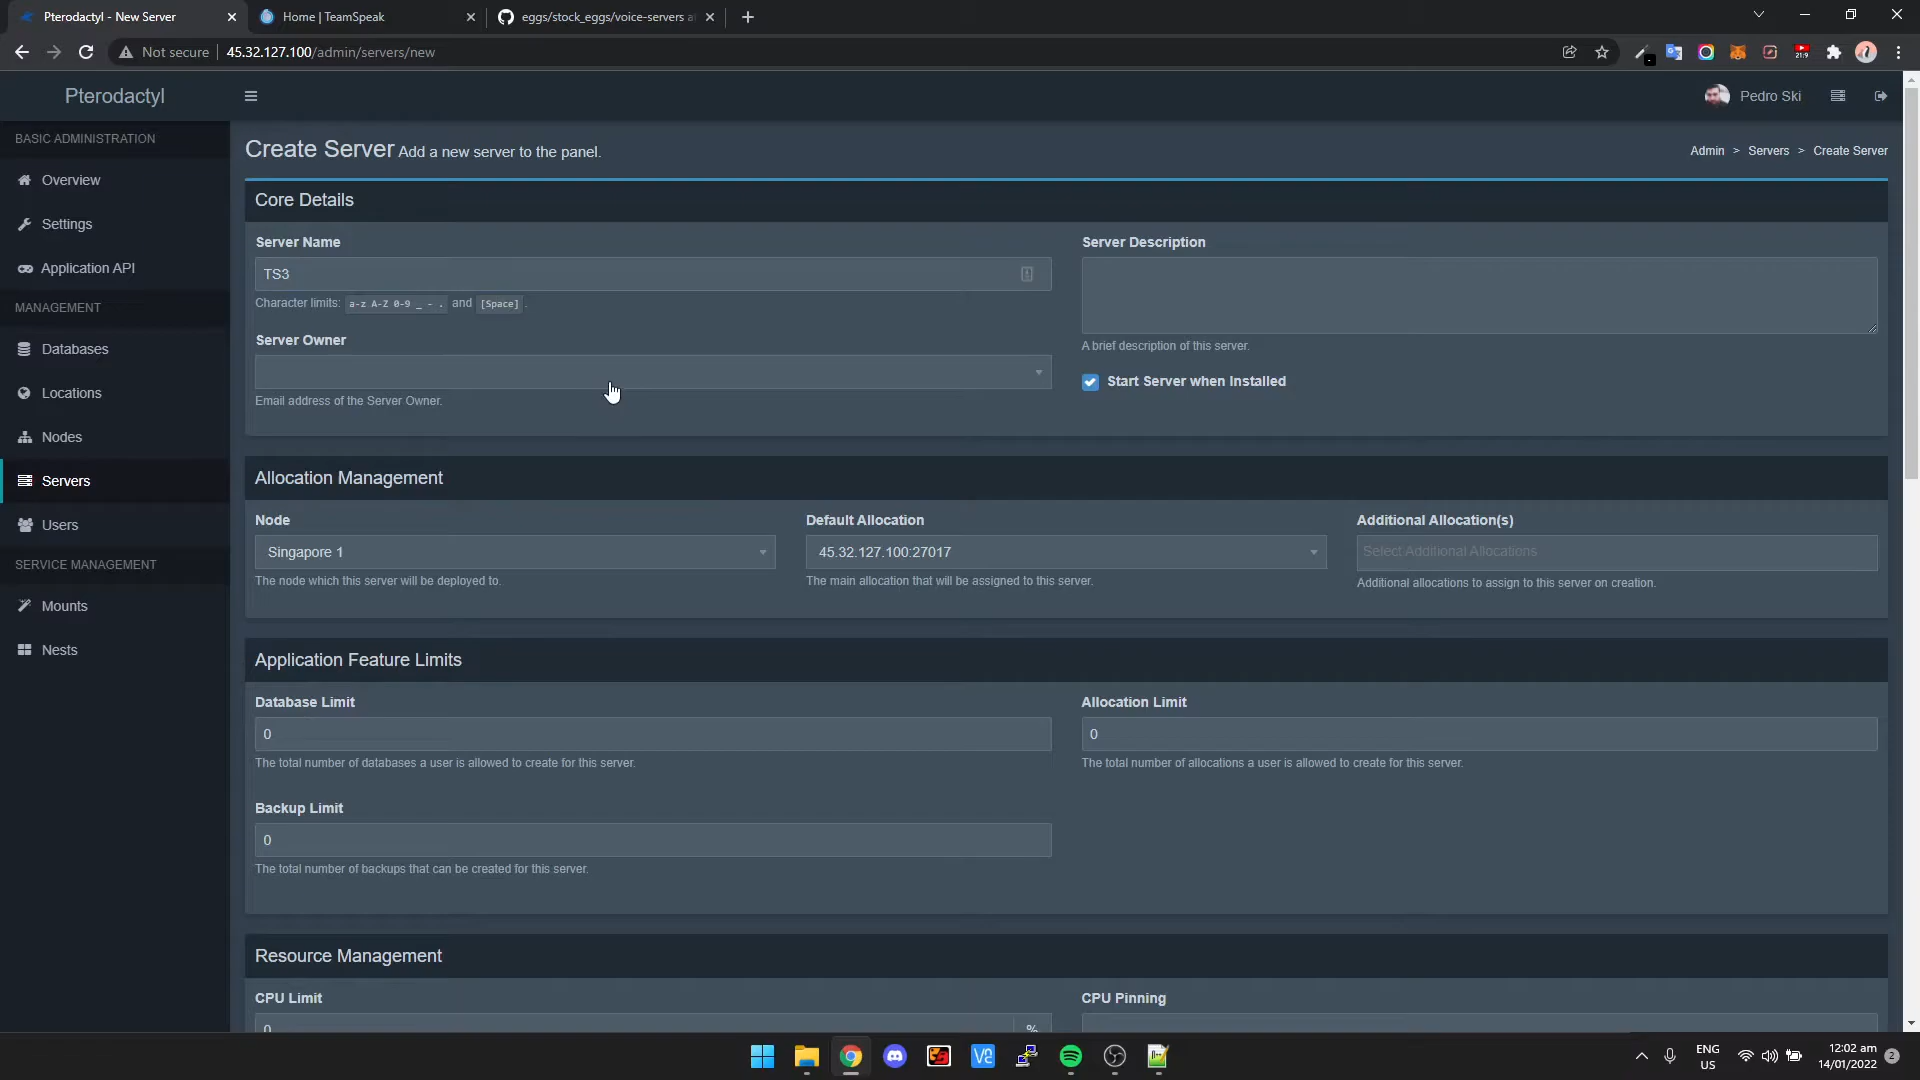 Pterodactyl - New Server
Home | TeamSpeak
eggs/stock_eggs/voice-servers a
Not secure
45.32.127.100/admin/servers/new
21:9
Pterodactyl
Pedro Ski
BASIC ADMINISTRATION
Overview
Settings
Application API
MANAGEMENT
Databases
Locations
Nodes
Servers
Users
SERVICE MANAGEMENT
Mounts
Nests
Create Server Add a new server to the panel.
Admin > Servers > Create Server
Core Details
Server Name
TS3
Character limits: a-z A-Z 0-9 _ - . and [Space] .
Server Owner
Email address of the Server Owner.
Server Description
A brief description of this server.
Start Server when Installed
Allocation Management
Node
Singapore 1
The node which this server will be deployed to.
Default Allocation
45.32.127.100:27017
The main allocation that will be assigned to this server.
Additional Allocation(s)
Select Additional Allocations
Additional allocations to assign to this server on creation.
Application Feature Limits
Database Limit
0
The total number of databases a user is allowed to create for this server.
Allocation Limit
0
The total number of allocations a user is allowed to create for this server.
Backup Limit
0
The total number of backups that can be created for this server.
Resource Management
CPU Limit
0 %
CPU Pinning
ENG
US
12:02 am
14/01/2022
2